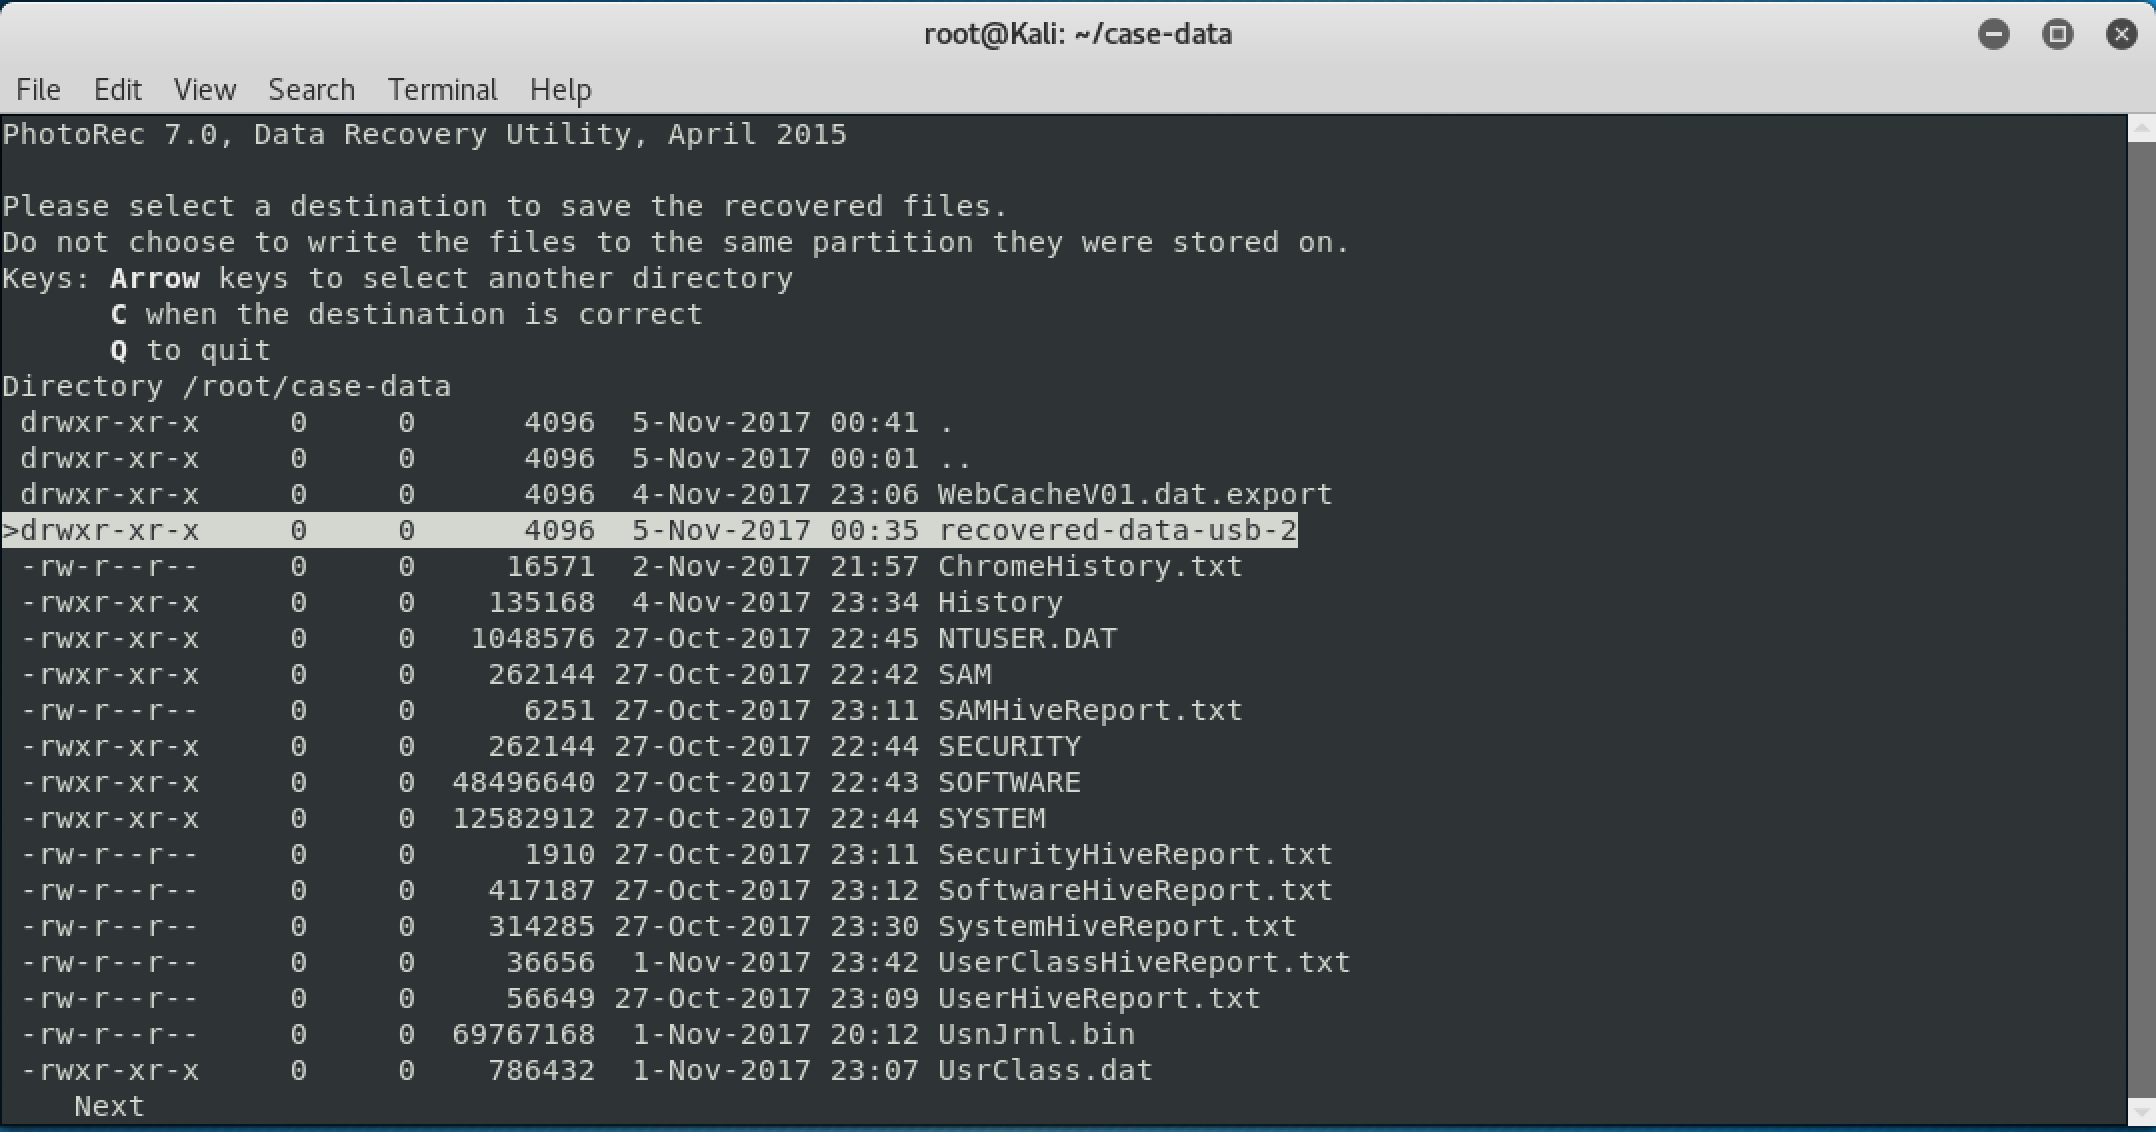 root@Kali: ~/case-data
File Edit View Search Terminal Help
PhotoRec 7.0, Data Recovery Utility, April 2015
Please select a destination to save the recovered files.
Do not choose to write the files to the same partition they were stored on.
Keys: Arrow keys to select another directory
C when the destination is correct
Q to quit
Directory /root/case-data
drwxr-xr-x 0 0 4096 5-Nov-2017 00:41 .
drwxr-xr-x 0 0 4096 5-Nov-2017 00:01 ..
drwxr-xr-x 0 0 4096 4-Nov-2017 23:06 WebCacheV01.dat.export
>drwxr-xr-x 0 0 4096 5-Nov-2017 00:35 recovered-data-usb-2
-rw-r--r-- 0 0 16571 2-Nov-2017 21:57 ChromeHistory.txt
-rwxr-xr-x 0 0 135168 4-Nov-2017 23:34 History
-rwxr-xr-x 0 0 1048576 27-Oct-2017 22:45 NTUSER.DAT
-rwxr-xr-x 0 0 262144 27-Oct-2017 22:42 SAM
-rw-r--r-- 0 0 6251 27-Oct-2017 23:11 SAMHiveReport.txt
-rwxr-xr-x 0 0 262144 27-Oct-2017 22:44 SECURITY
-rwxr-xr-x 0 0 48496640 27-Oct-2017 22:43 SOFTWARE
-rwxr-xr-x 0 0 12582912 27-Oct-2017 22:44 SYSTEM
-rw-r--r-- 0 0 1910 27-Oct-2017 23:11 SecurityHiveReport.txt
-rw-r--r-- 0 0 417187 27-Oct-2017 23:12 SoftwareHiveReport.txt
-rw-r--r-- 0 0 314285 27-Oct-2017 23:30 SystemHiveReport.txt
-rw-r--r-- 0 0 36656 1-Nov-2017 23:42 UserClassHiveReport.txt
-rw-r--r-- 0 0 56649 27-Oct-2017 23:09 UserHiveReport.txt
-rw-r--r-- 0 0 69767168 1-Nov-2017 20:12 UsnJrnl.bin
-rwxr-xr-x 0 0 786432 1-Nov-2017 23:07 UsrClass.dat
Next